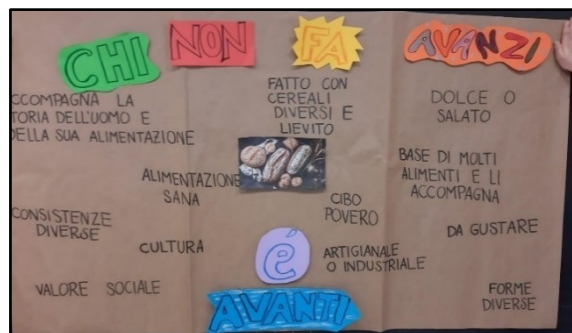 CHI NON FA AVANZI
CCOMPAGNA LA
TORIA DELL'UOMO E
DELLA SUA ALIMENTAZIONE
FATTO CON
CEREALI
DIVERSI E
LIEVITO
DOLCE O
SALATO
ALIMENTAZIONE
SANA
CIBO
POVERO
BASE DI MOLTI
ALIMENTI E LI
ACCOMPAGNA
CONSISTENZE
DIVERSE
CULTURA
é
ARTIGIANALE
O INDUSTRIALE
DA GUSTARE
VALORE SOCIALE
AVANTI
FORME
DIVERSE